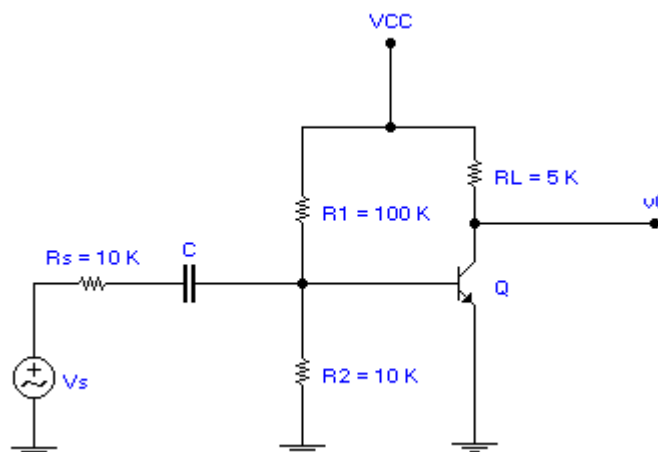 VCC
RL = 5 K
R1 = 100 K
C
Rs = 10 K
Q
Vs
R2 = 10 K